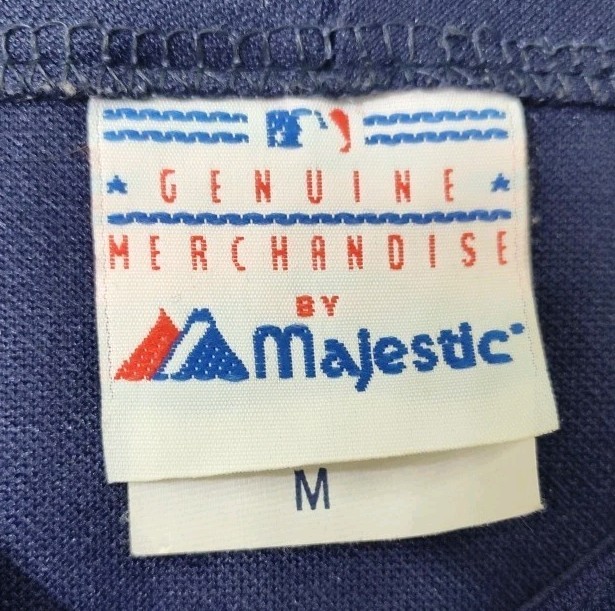 GENUINE
MERCHANDISE
BY
Majestic
M